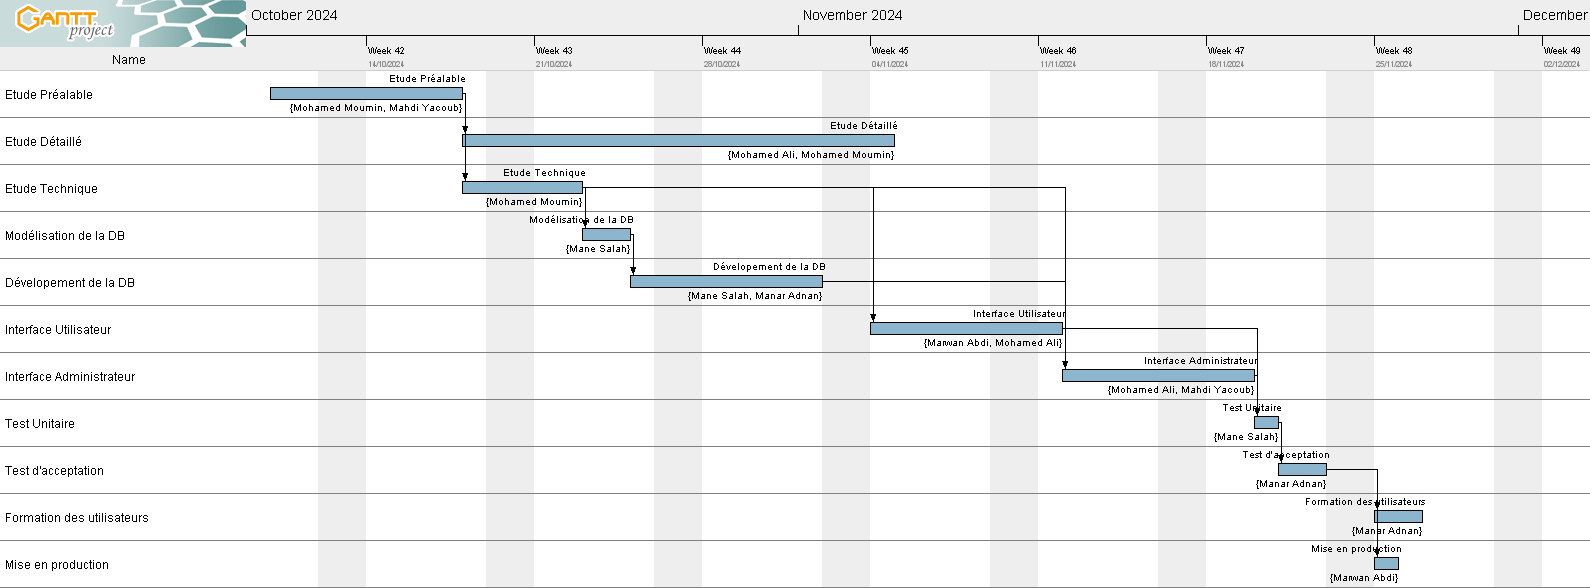 GANTT
project
October 2024
November 2024
December
Name
Week 42
Week 43
Week 44
Week 45
Week 46
Week 47
Week 48
Week 49
14/10/2024
21/10/2024
28/10/2024
04/11/2024
11/11/2024
18/11/2024
25/11/2024
02/12/2024
Etude Préalable
Etude Préalable
{Mohamed Moumin, Mahdi Yacoub}
Etude Détaillé
Etude Détaillé
{Mohamed Ali, Mohamed Moumin}
Etude Technique
Etude Technique
{Mohamed Moumin}
Modélisation de la DB
Modélisation de la DB
{Mane Salah}
Dévelopement de la DB
Dévelopement de la DB
{Mane Salah, Manar Adnan}
Interface Utilisateur
Interface Utilisateur
{Marwan Abdi, Mohamed Ali}
Interface Administrateur
Interface Administrateur
{Mohamed Ali, Mahdi Yacoub}
Test Unitaire
Test Unitaire
{Mane Salah}
Test d'acceptation
Test d'acceptation
{Manar Adnan}
Formation des utilisateurs
Formation des utilisateurs
{Manar Adnan}
Mise en production
Mise en production
{Marwan Abdi}